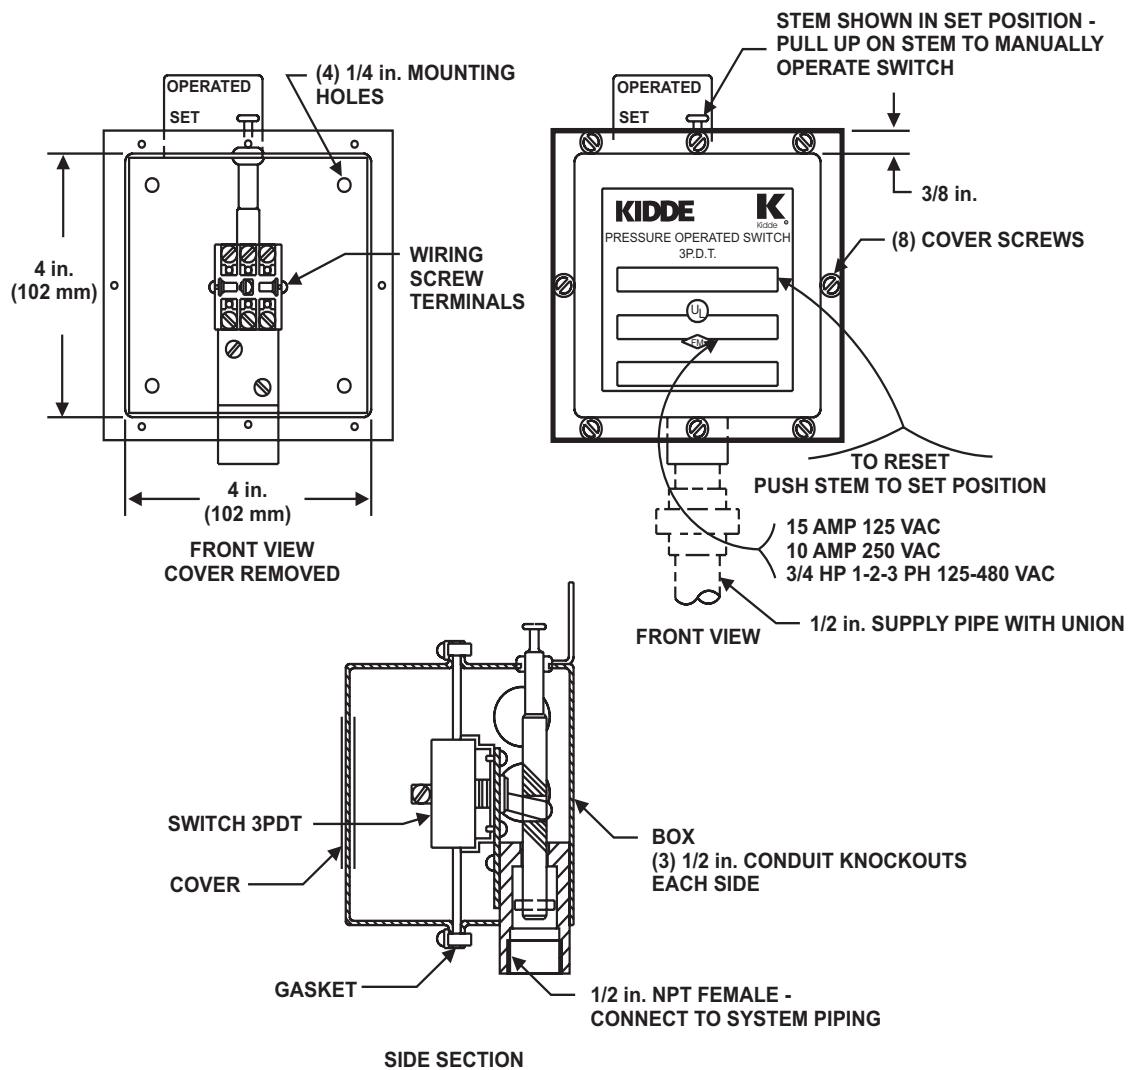 STEM SHOWN IN SET POSITION -
PULL UP ON STEM TO MANUALLY
OPERATE SWITCH
OPERATED
SET
(4) 1/4 in. MOUNTING
HOLES
WIRING
SCREW
TERMINALS
4 in.
(102 mm)
4 in.
(102 mm)
FRONT VIEW
COVER REMOVED
OPERATED
SET
3/8 in.
(8) COVER SCREWS
KIDDE
K
Kidde
PRESSURE OPERATED SWITCH
3P.D.T.
UL
FM
TO RESET
PUSH STEM TO SET POSITION
15 AMP 125 VAC
10 AMP 250 VAC
3/4 HP 1-2-3 PH 125-480 VAC
1/2 in. SUPPLY PIPE WITH UNION
FRONT VIEW
SWITCH 3PDT
COVER
GASKET
BOX
(3) 1/2 in. CONDUIT KNOCKOUTS
EACH SIDE
1/2 in. NPT FEMALE -
CONNECT TO SYSTEM PIPING
SIDE SECTION